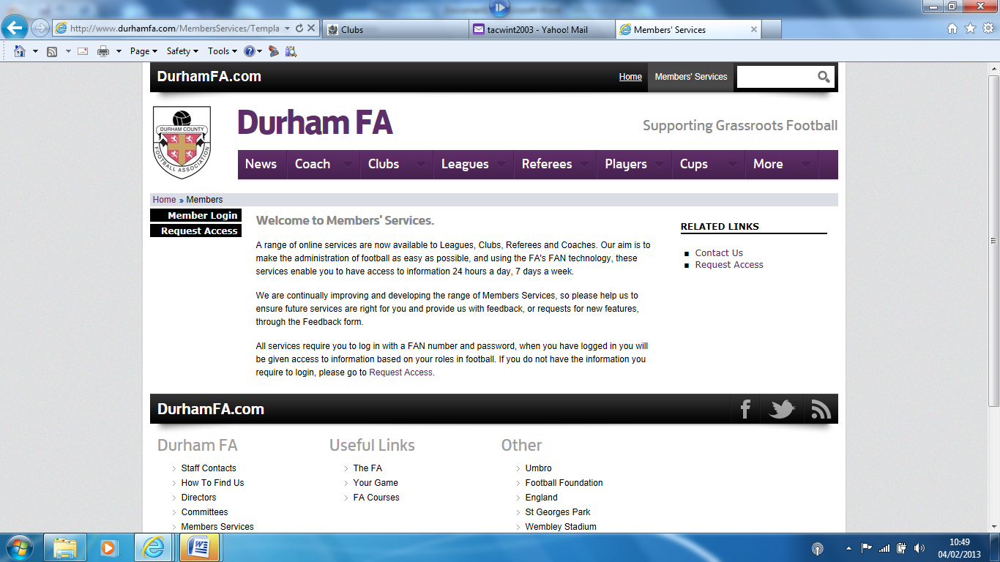 http://www.durhamfa.com/MembersServices/Templa
Clubs
tacwint2003 - Yahoo! Mail
Members' Services
Page Safety Tools
DurhamFA.com
Home Members' Services
DURHAM COUNTY
FOOTBALL ASSOCIATION
Durham FA
Supporting Grassroots Football
News Coach Clubs Leagues Referees Players Cups More
Home » Members
Member Login
Request Access
Welcome to Members' Services.
A range of online services are now available to Leagues, Clubs, Referees and Coaches. Our aim is to
make the administration of football as easy as possible, and using the FA's FAN technology, these
services enable you to have access to information 24 hours a day, 7 days a week.
We are continually improving and developing the range of Members Services, so please help us to
ensure future services are right for you and provide us with feedback, or requests for new features,
through the Feedback form.
All services require you to log in with a FAN number and password, when you have logged in you will
be given access to information based on your roles in football. If you do not have the information you
require to login, please go to Request Access.
RELATED LINKS
Contact Us
Request Access
DurhamFA.com
Durham FA
Staff Contacts
How To Find Us
Directors
Committees
Members Services
Useful Links
The FA
Your Game
FA Courses
Other
Umbro
Football Foundation
England
St Georges Park
Wembley Stadium
10:49
04/02/2013